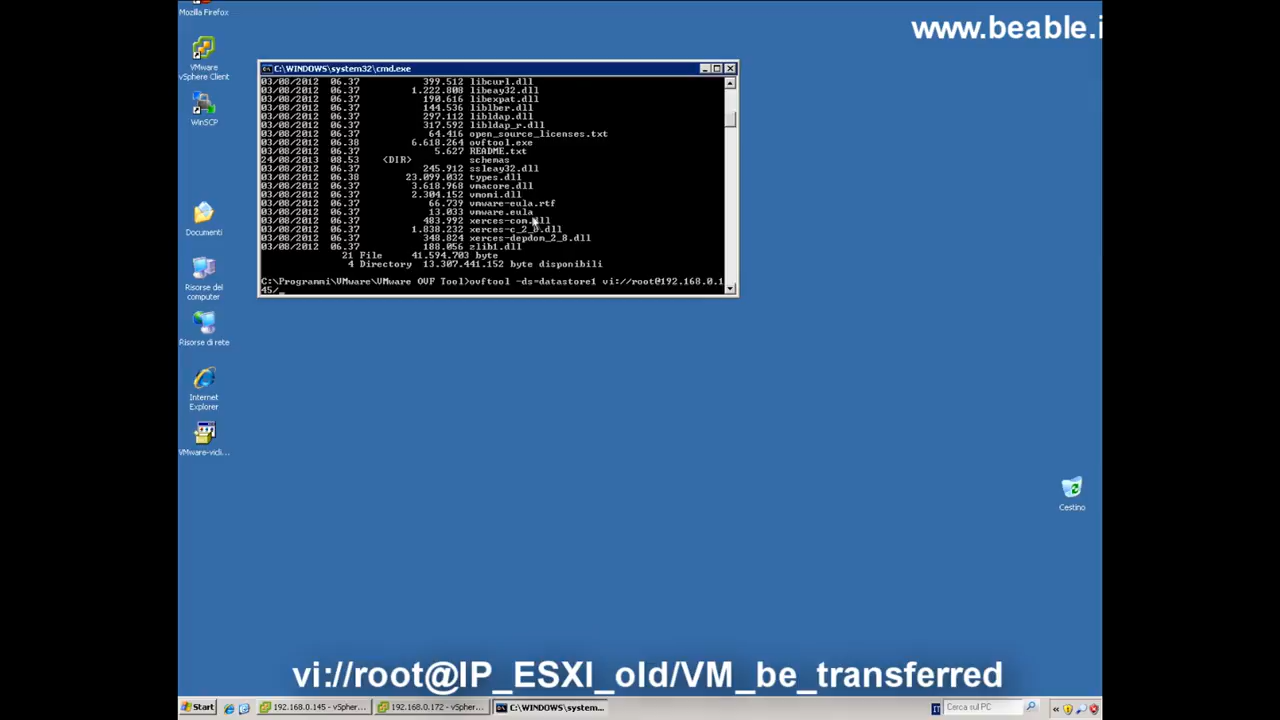 Mozilla Firefox
www.beable.i
VMware
vSphere Client
WinSCP
Documenti
Risorse del
computer
Risorse di rete
Internet
Explorer
VMware-vicli...
Cestino
C:\WINDOWS\system32\cmd.exe
03/08/2012 06.37 399.512 libcurl.dll
03/08/2012 06.37 1.222.808 libeay32.dll
03/08/2012 06.37 190.616 libexpat.dll
03/08/2012 06.37 144.536 liblber.dll
03/08/2012 06.37 297.112 libldap.dll
03/08/2012 06.37 317.592 libldap_r.dll
03/08/2012 06.37 64.416 open_source_licenses.txt
03/08/2012 06.38 6.618.264 ovftool.exe
03/08/2012 06.37 5.627 README.txt
24/08/2013 08.53 <DIR> schemas
03/08/2012 06.37 245.912 ssleay32.dll
03/08/2012 06.38 23.099.032 types.dll
03/08/2012 06.37 3.618.968 vmacore.dll
03/08/2012 06.37 2.304.152 vmomi.dll
03/08/2012 06.37 66.739 vmware-eula.rtf
03/08/2012 06.37 13.033 vmware.eula
03/08/2012 06.37 483.992 xerces-com.dll
03/08/2012 06.37 1.838.232 xerces-c_2_8.dll
03/08/2012 06.37 348.824 xerces-depdom_2_8.dll
03/08/2012 06.37 188.056 zlib1.dll
21 File 41.594.703 byte
4 Directory 13.307.441.152 byte disponibili
C:\Programmi\VMware\VMware OVF Tool>ovftool -ds=datastore1 vi://root@192.168.0.1
45/_
vi://root@IP_ESXI_old/VM_be_transferred
Start
192.168.0.145 - vSpher...
192.168.0.172 - vSpher...
C:\WINDOWS\system...
IT
Cerca sul PC